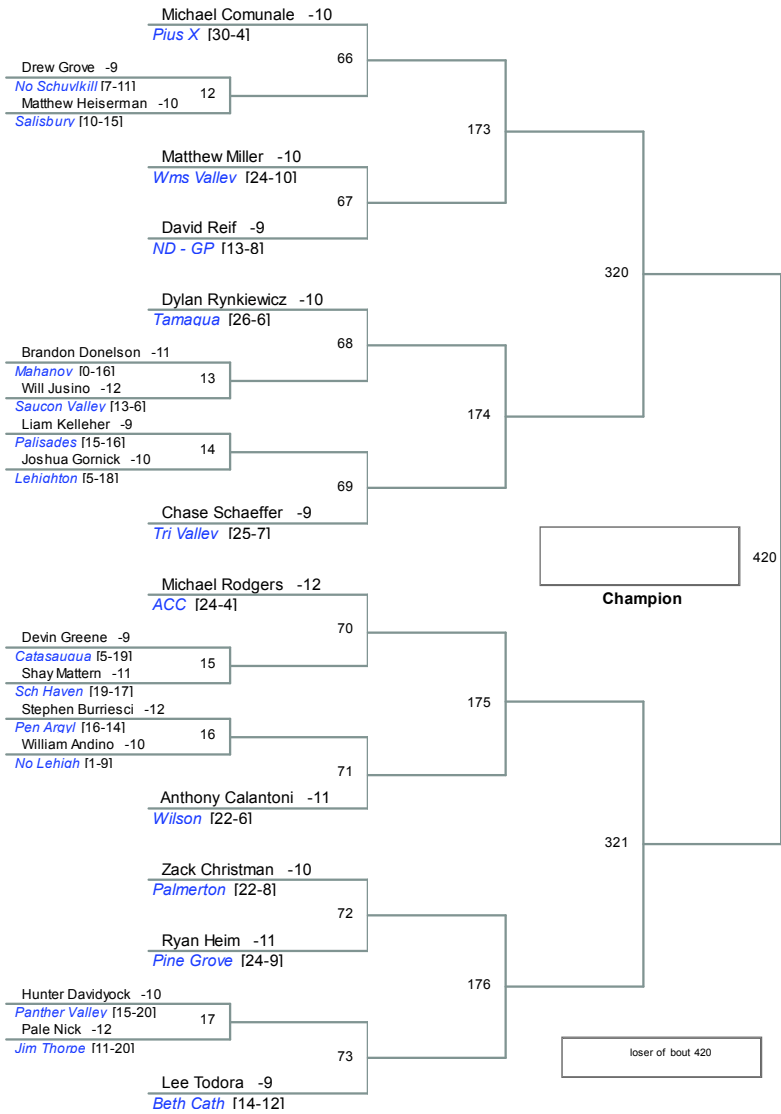 Michael Comunale -10
Pius X [30-4]
66
Drew Grove -9
No Schuylkill [7-11]
12
Matthew Heiserman -10
Salisbury [10-15]
173
Matthew Miller -10
Wms Valley [24-10]
67
David Reif -9
ND - GP [13-8]
320
Dylan Rynkiewicz -10
Tamaqua [26-6]
68
Brandon Donelson -11
Mahanoy [0-16]
13
Will Jusino -12
Saucon Valley [13-6]
174
Liam Kelleher -9
Palisades [15-16]
14
Joshua Gornick -10
Lehighton [5-18]
69
Chase Schaeffer -9
Tri Valley [25-7]
420
Champion
Michael Rodgers -12
ACC [24-4]
70
Devin Greene -9
Catasauqua [5-19]
15
Shay Mattern -11
Sch Haven [19-17]
175
Stephen Burriesci -12
Pen Argyl [16-14]
16
William Andino -10
No Lehigh [1-9]
71
Anthony Calantoni -11
Wilson [22-6]
321
Zack Christman -10
Palmerton [22-8]
72
Ryan Heim -11
Pine Grove [24-9]
176
Hunter Davidyock -10
Panther Valley [15-20]
17
Pale Nick -12
Jim Thorpe [11-20]
73
loser of bout 420
Lee Todora -9
Beth Cath [14-12]